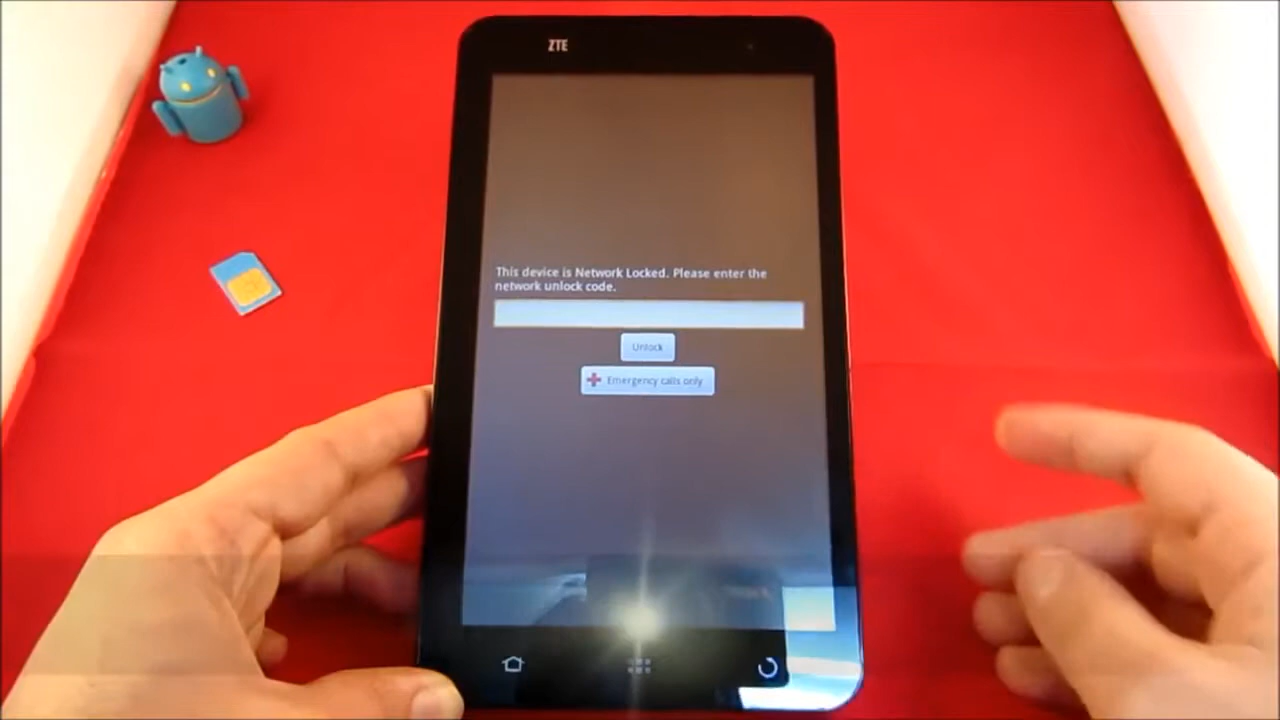 ZTE
This device is Network Locked. Please enter the
network unlock code.
Unlock
Emergency calls only